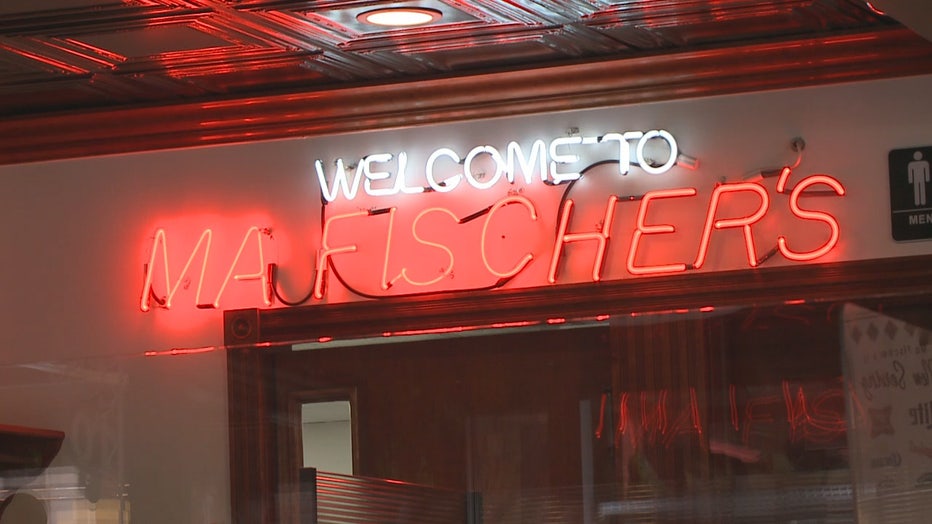 WELCOME TO
MA FISCHER'S
MEN